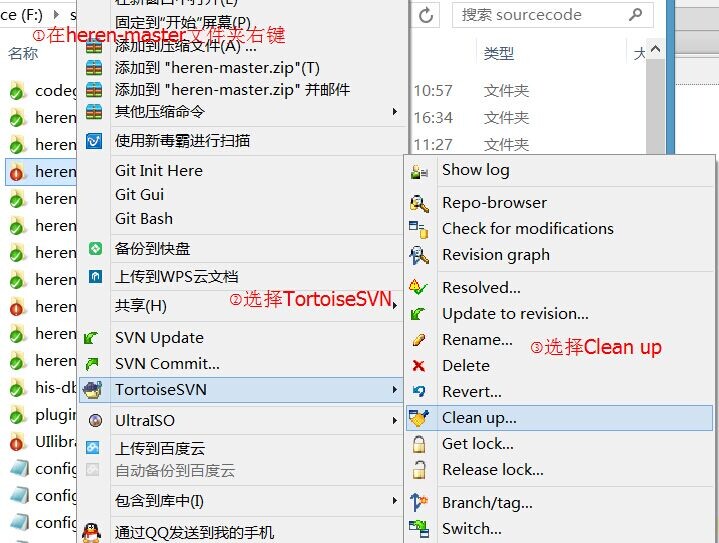 在新窗口中打开(E)
ce (F:)
固定到"开始"屏幕(P)
搜索 sourcecode
①在heren-master文件夹右键
名称
添加到压缩文件(A) ...
类型
大
添加到 "heren-master.zip"(T)
codeg
添加到 "heren-master.zip" 并邮件
10:57
文件夹
heren
其他压缩命令
16:34
文件夹
heren
使用新毒霸进行扫描
11:27
文件夹
heren
Git Init Here
Show log
heren
Git Gui
Repo-browser
heren
Git Bash
Check for modifications
heren
备份到快盘
Revision graph
heren
上传到WPS云文档
Resolved...
heren
共享(H)
②选择TortoiseSVN
Update to revision...
heren
SVN Update
Rename...
③选择Clean up
heren
SVN Commit...
Delete
his-db
TortoiseSVN
Revert...
plugin
UltraISO
Clean up...
UIlibra
上传到百度云
Get lock...
config
自动备份到百度云
Release lock...
config
包含到库中(I)
Branch/tag...
config
通过QQ发送到我的手机
Switch...